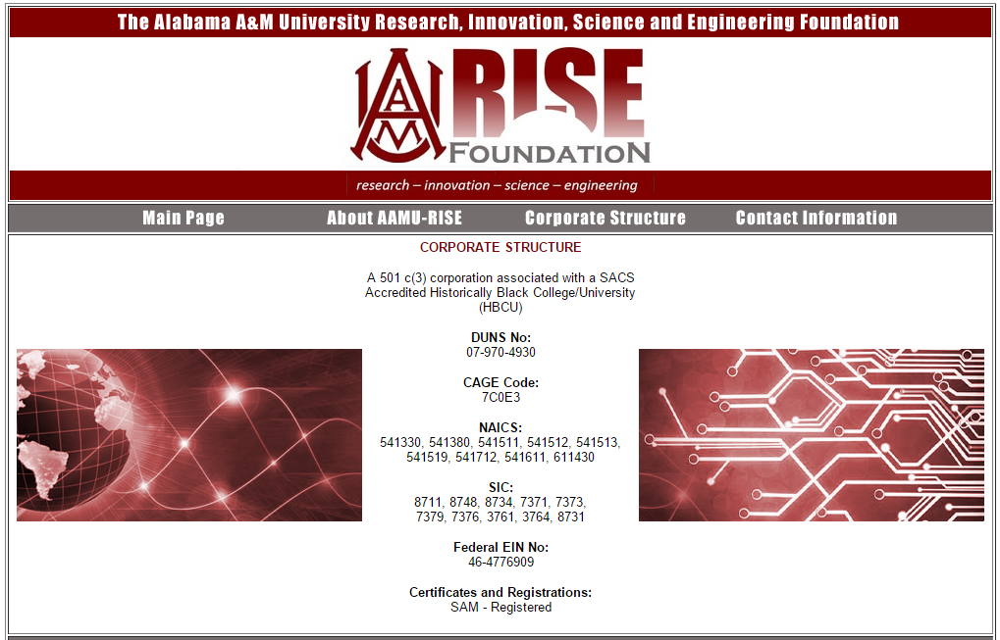 The Alabama A&M University Research, Innovation, Science and Engineering Foundation
AAMU RISE
FOUNDATION
research – innovation – science – engineering
Main Page About AAMU-RISE Corporate Structure Contact Information
CORPORATE STRUCTURE
A 501 c(3) corporation associated with a SACS
Accredited Historically Black College/University
(HBCU)
DUNS No:
07-970-4930
CAGE Code:
7C0E3
NAICS:
541330, 541380, 541511, 541512, 541513,
541519, 541712, 541611, 611430
SIC:
8711, 8748, 8734, 7371, 7373,
7379, 7376, 3761, 3764, 8731
Federal EIN No:
46-4776909
Certificates and Registrations:
SAM - Registered